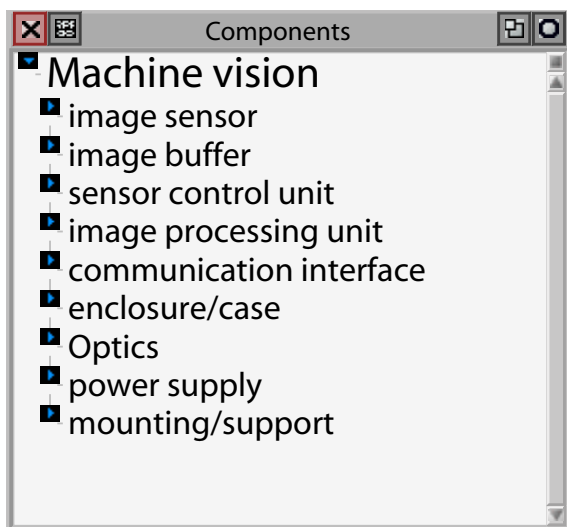 Components
Machine vision
image sensor
image buffer
sensor control unit
image processing unit
communication interface
enclosure/case
Optics
power supply
mounting/support